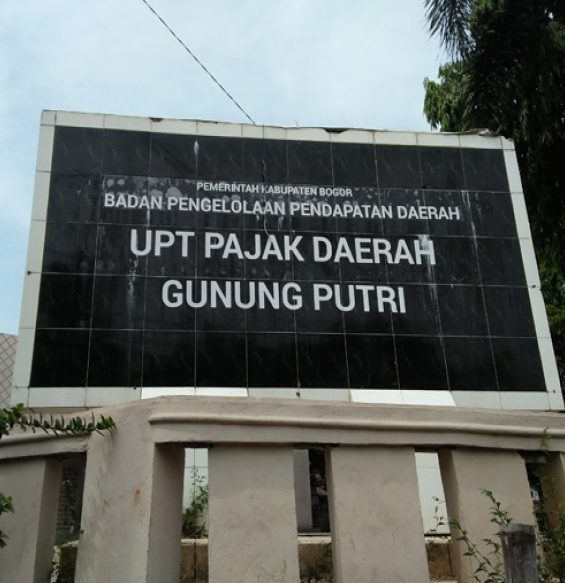 PEMERINTAH KABUPATEN BOGOR
BADAN PENGELOLAAN PENDAPATAN DAERAH
UPT PAJAK DAERAH
GUNUNG PUTRI